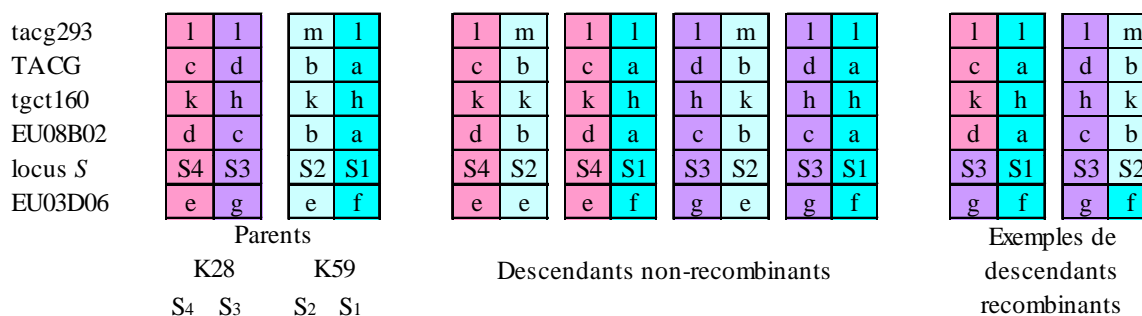 tacg293 l l m l l m l l l m l l l l l m
TACG c d b a c b c a d b d a c a d b
tgct160 k h k h k k k h h k h h k h h k
EU08B02 d c b a d b d a c b c a d a c b
locus S S4 S3 S2 S1 S4 S2 S4 S1 S3 S2 S3 S1 S3 S1 S3 S2
EU03D06 e g e f e e e f g e g f g f g f
Parents
K28 K59
S4 S3 S2 S1
Descendants non-recombinants
Exemples de
descendants
recombinants